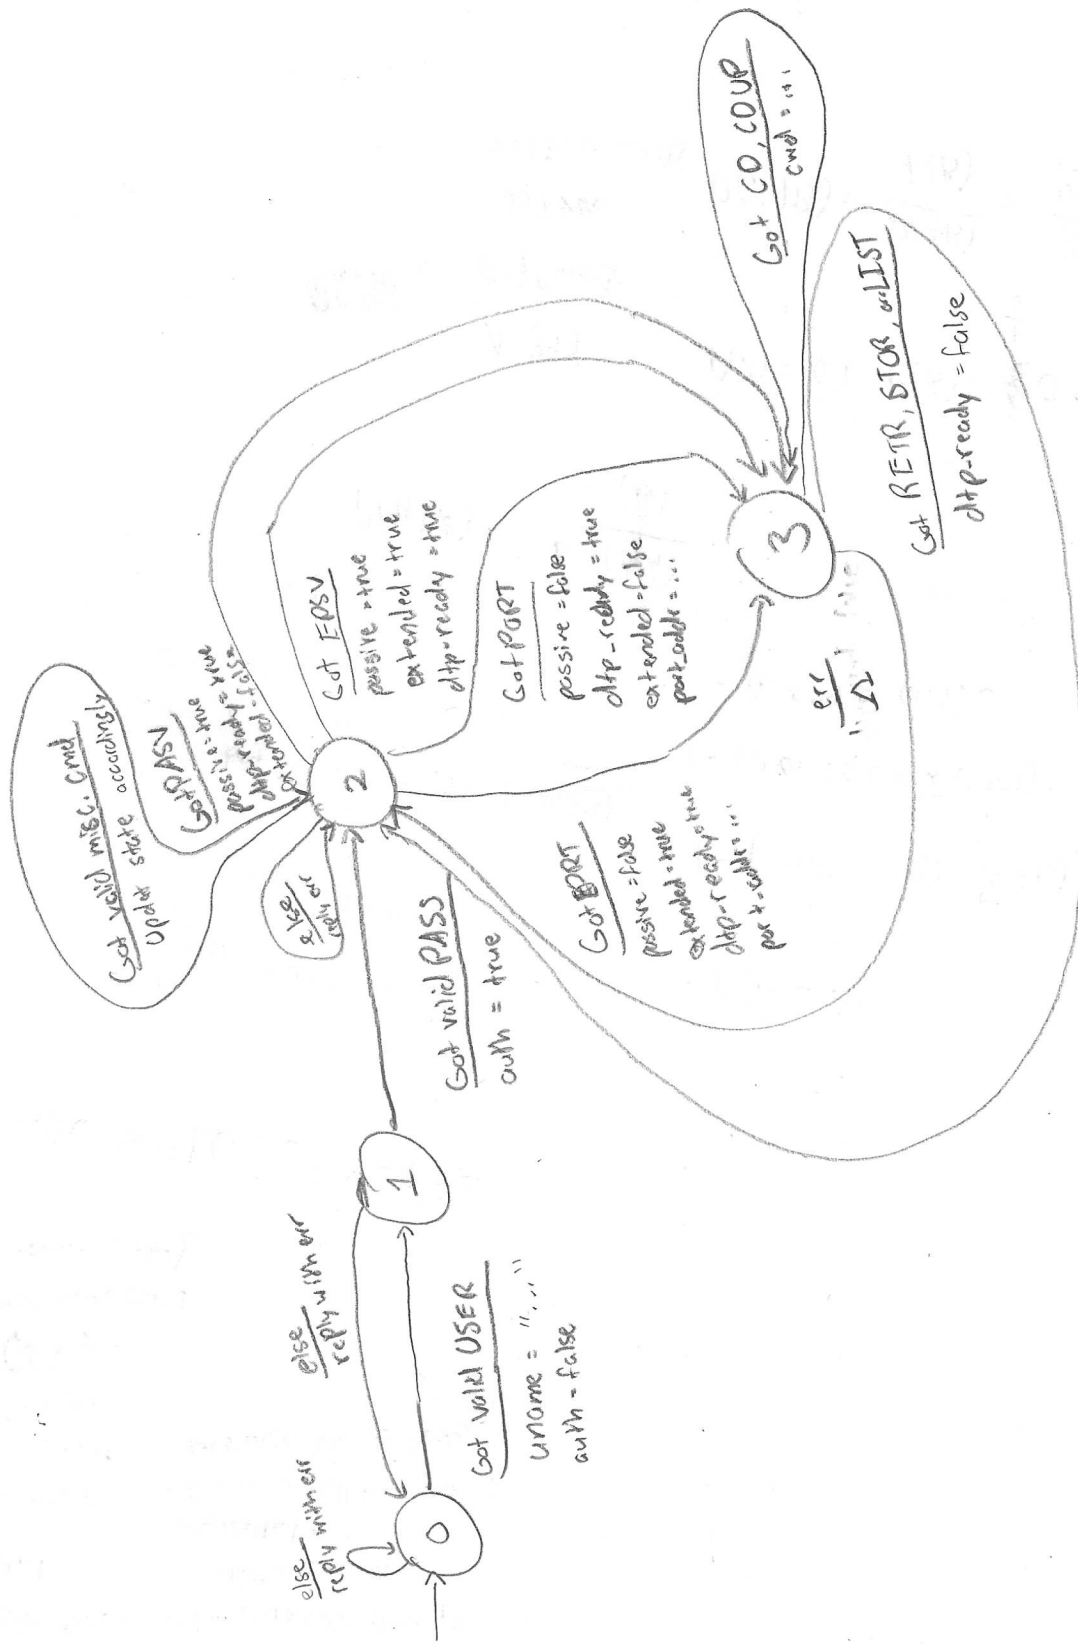 else
reply with err
0
else
reply with err
Got valid USER
uname = "..."
auth = false
1
Got valid PASS
auth = true
Got valid misc. cmd
Update state accordingly
Got PASV
passive = true
dtp-ready = true
extended = false
else
reply err
2
Got EPSV
passive = true
extended = true
dtp-ready = true
Got PORT
passive = false
dtp_ready = true
extended = false
port_addr = ...
Got EPRT
passive = false
extended = true
dtp-ready = true
port-addr = ...
3
err
Got CD, CDUP
cwd = ...
Got RETR, STOR, or LIST
dtp-ready = false